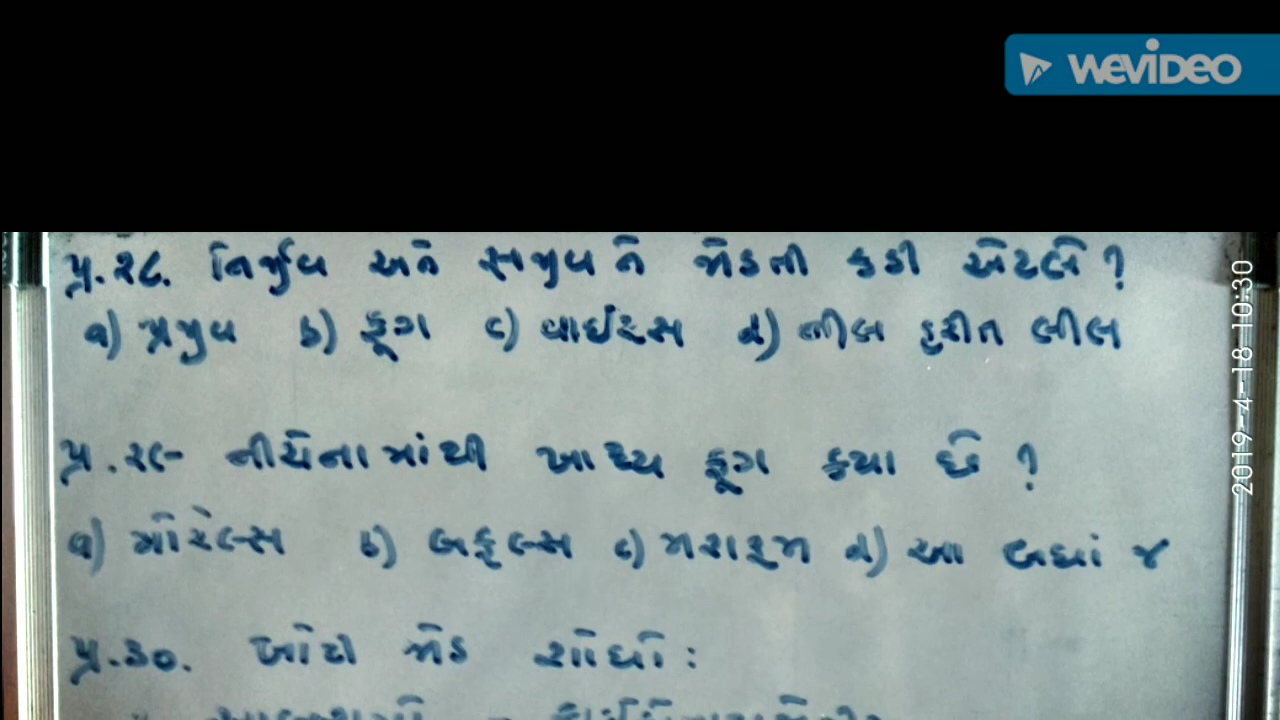 WEVIDEO
પ્ર.૨૮. નિર્જીવ અને સજીવ ને જોડતી કડી એટલે ?
a) પ્રજીવ b) ફૂગ c) વાઈરસ d) નીલ હરીત લીલ
પ્ર.૨૯ નીચેનામાંથી ખાદ્ય ફૂગ કયા છે ?
a) મોરેલ્સ b) બફલ્સ c) મશરૂમ d) આ બધાં જ
પ્ર.૩૦. ખોટી જોડ શોધો :
2019-4-18 10:30